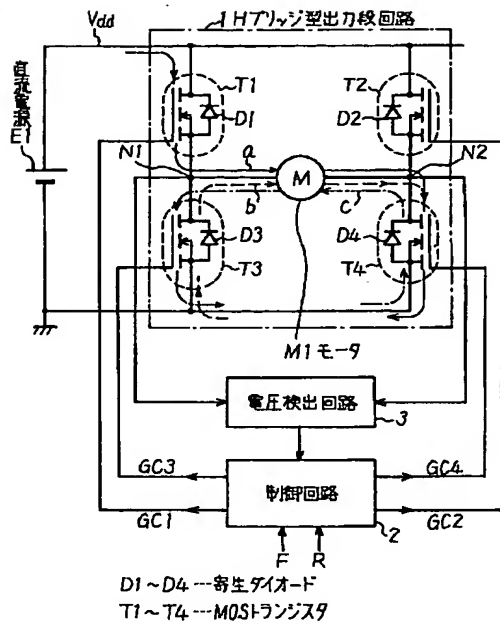 1 Hブリッジ型出力段回路
Vdd
直流電源
E1
T1
T2
D1
D2
N1
N2
a
M
b
c
D3
D4
T3
T4
M1モータ
電圧検出回路
3
GC3
GC4
制御回路
GC1
2
GC2
F
R
D1~D4---寄生ダイオード
T1~T4---MOSトランジスタ